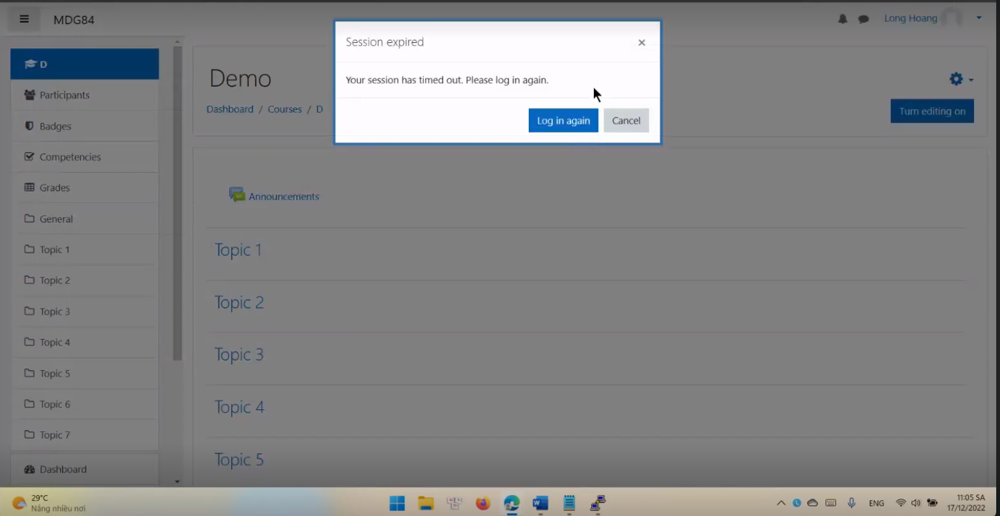 MDG84
Long Hoang
Session expired
Your session has timed out. Please log in again.
Log in again
Cancel
D
Participants
Badges
Competencies
Grades
General
Topic 1
Topic 2
Topic 3
Topic 4
Topic 5
Topic 6
Topic 7
Dashboard
Demo
Dashboard / Courses / D
Turn editing on
Announcements
Topic 1
Topic 2
Topic 3
Topic 4
Topic 5
29°C
Nắng nhiều nơi
ENG
11:05 SA
17/12/2022